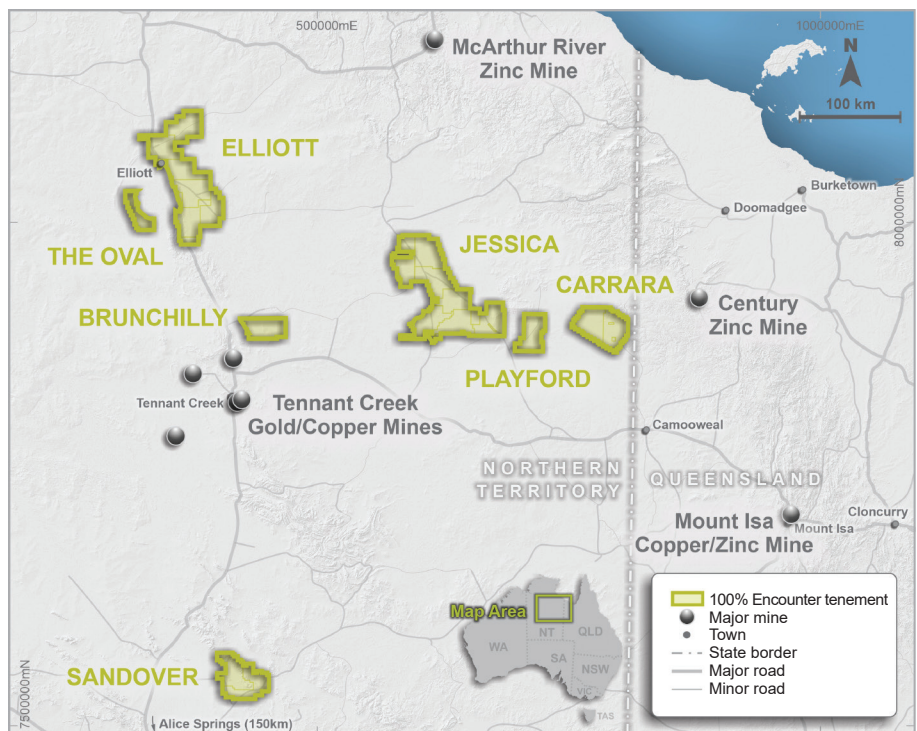 500000mE
1000000mE
N
100 km
McArthur River
Zinc Mine
ELLIOTT
Elliott
Burketown
Doomadgee
8000000mN
THE OVAL
JESSICA
CARRARA
BRUNCHILLY
Century
Zinc Mine
PLAYFORD
Tennant Creek
Tennant Creek
Gold/Copper Mines
Camooweal
NORTHERN
TERRITORY
QUEENSLAND
Cloncurry
Mount Isa
Copper/Zinc Mine
Mount Isa
Map Area
WA
NT
QLD
SA
NSW
VIC
TAS
100% Encounter tenement
Major mine
Town
State border
Major road
Minor road
SANDOVER
7500000mN
Alice Springs (150km)